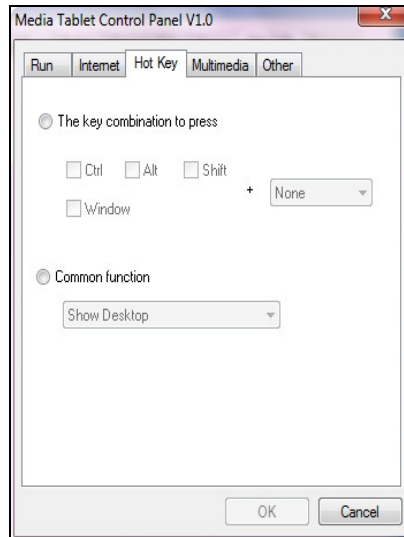 Media Tablet Control Panel V1.0
Run Internet Hot Key Multimedia Other
The key combination to press
Ctrl Alt Shift
+ None
Window
Common function
Show Desktop
OK Cancel